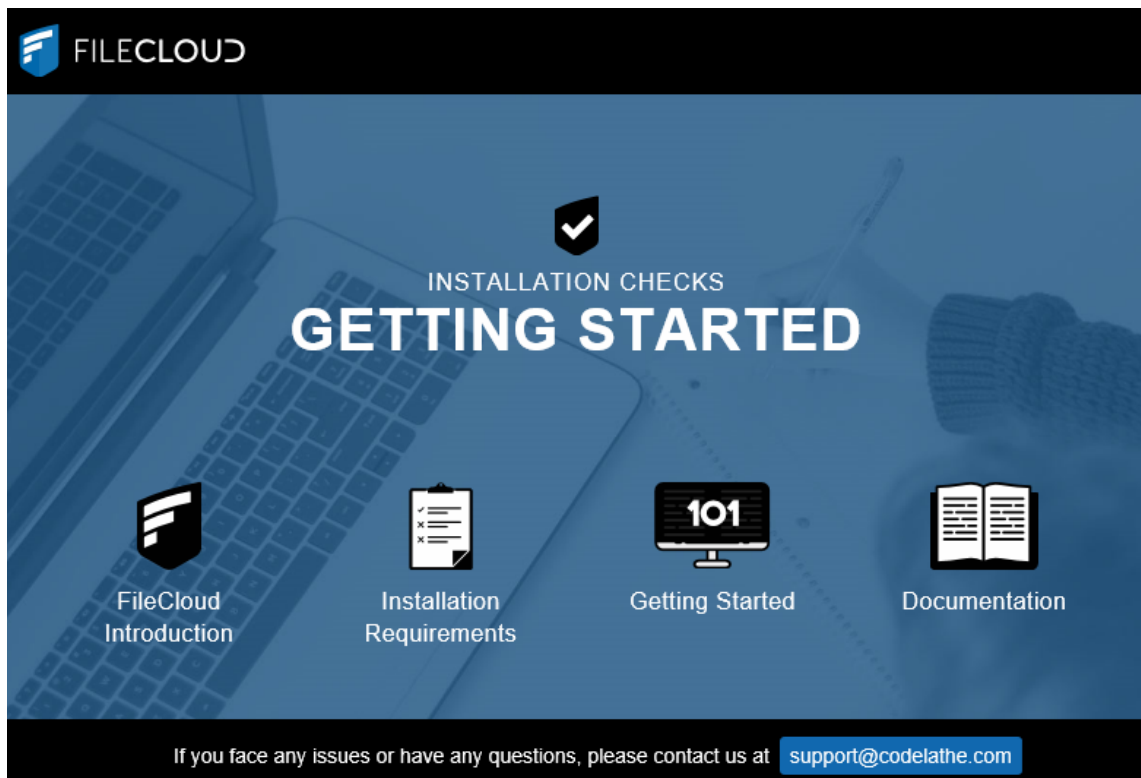 FILECLOUD
INSTALLATION CHECKS
GETTING STARTED
101
FileCloud
Introduction
Installation
Requirements
Getting Started
Documentation
If you face any issues or have any questions, please contact us at support@codelathe.com